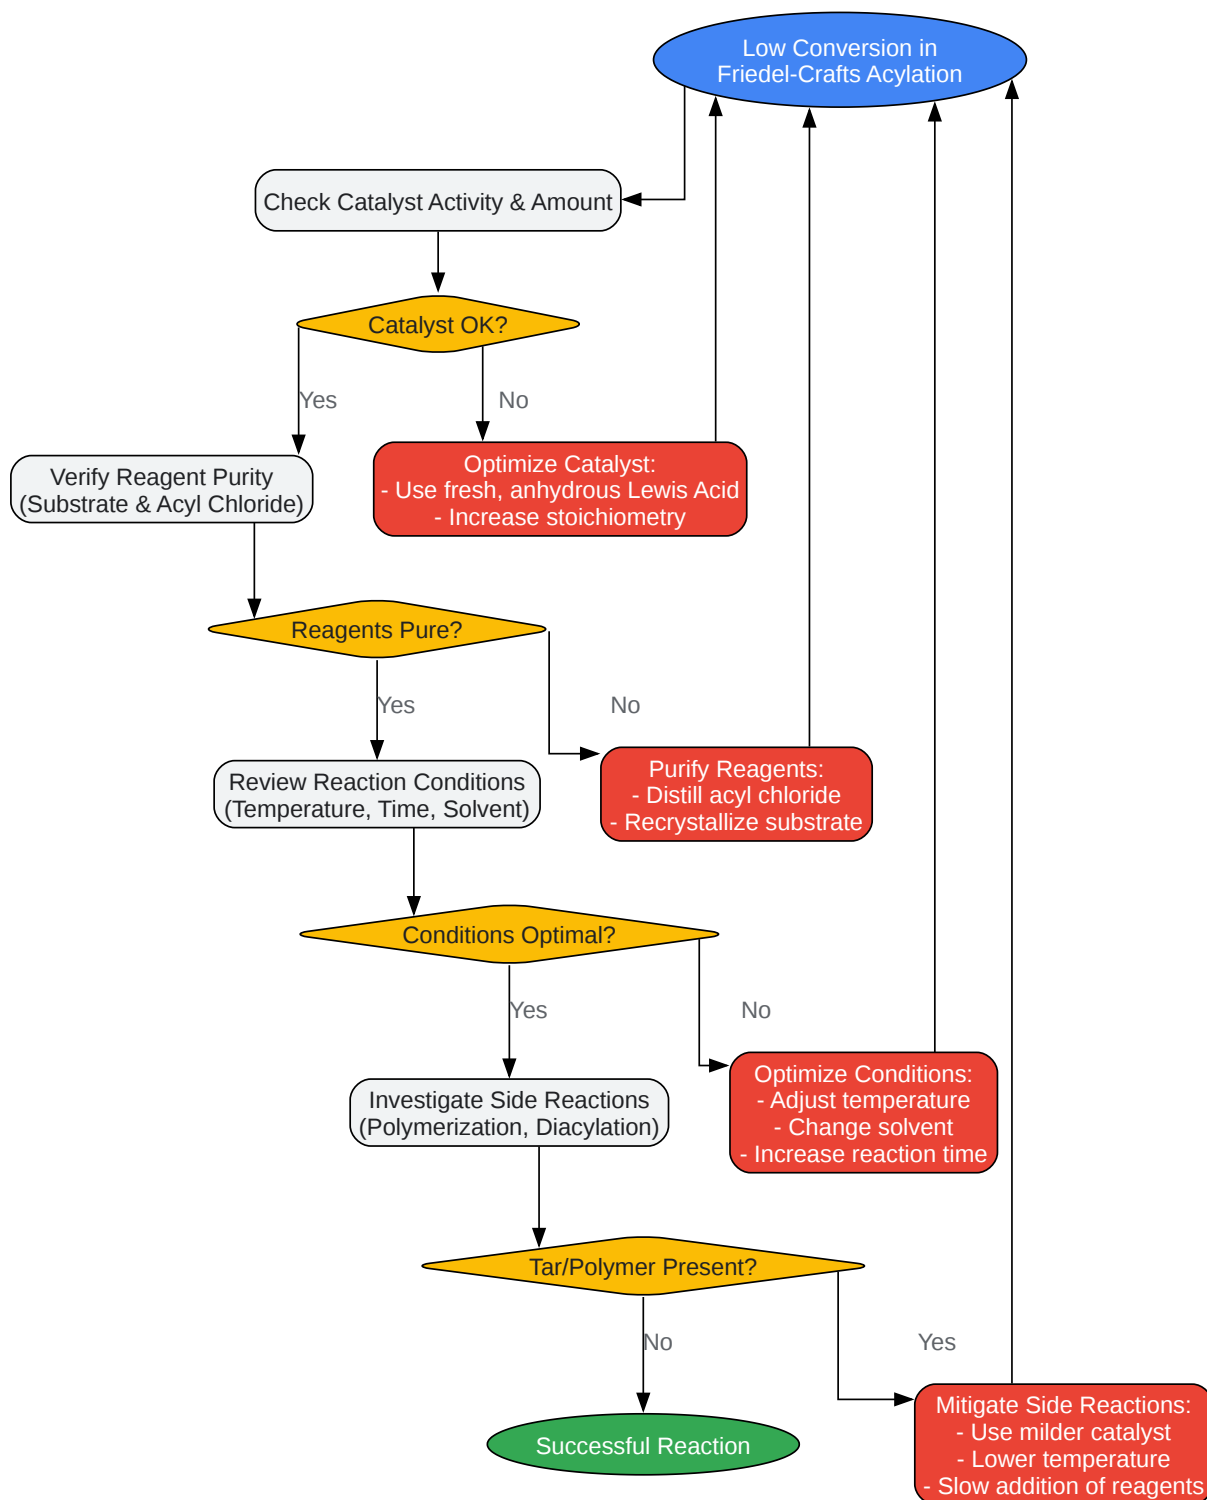 Low Conversion in
Friedel-Crafts Acylation
Check Catalyst Activity & Amount
Catalyst OK?
Yes
No
Verify Reagent Purity
(Substrate & Acyl Chloride)
Optimize Catalyst:
- Use fresh, anhydrous Lewis Acid
- Increase stoichiometry
Reagents Pure?
Yes
No
Review Reaction Conditions
(Temperature, Time, Solvent)
Purify Reagents:
- Distill acyl chloride
- Recrystallize substrate
Conditions Optimal?
Yes
No
Investigate Side Reactions
(Polymerization, Diacylation)
Optimize Conditions:
- Adjust temperature
- Change solvent
- Increase reaction time
Tar/Polymer Present?
No
Yes
Successful Reaction
Mitigate Side Reactions:
- Use milder catalyst
- Lower temperature
- Slow addition of reagents